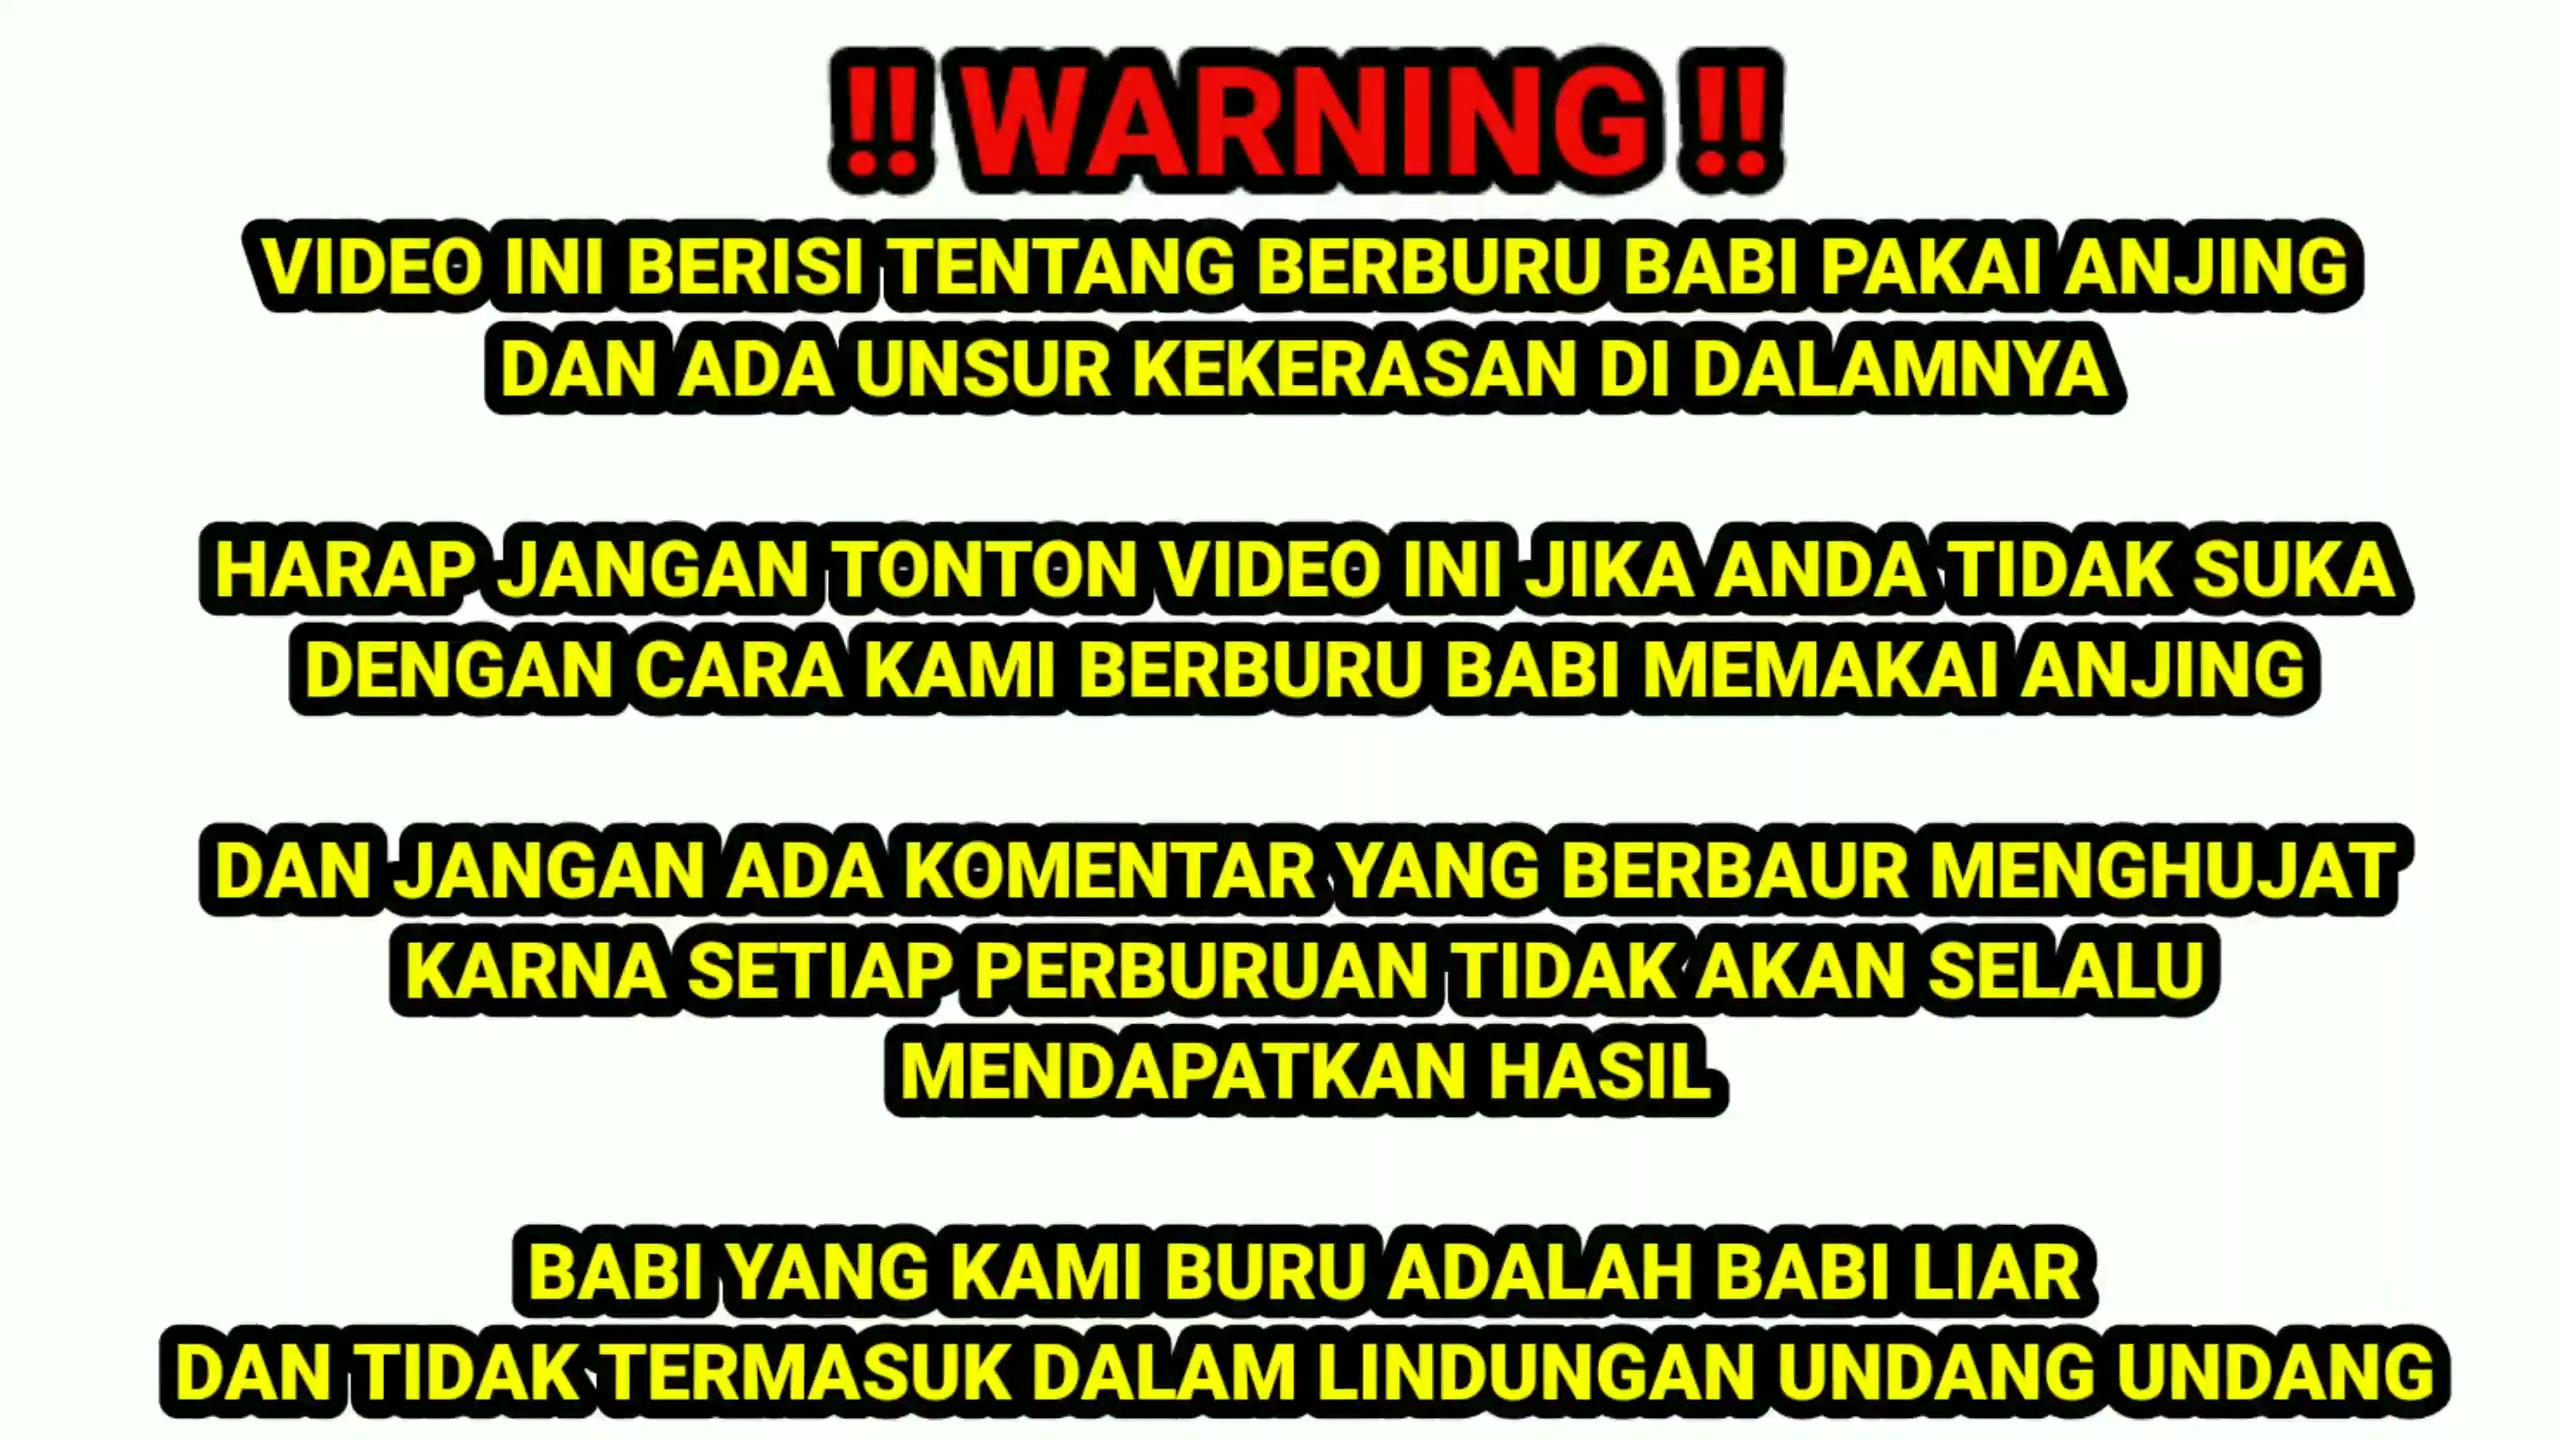 ‼WARNING‼
VIDEO INI BERISI TENTANG BERBURU BABI PAKAI ANJING
DAN ADA UNSUR KEKERASAN DI DALAMNYA
HARAP JANGAN TONTON VIDEO INI JIKA ANDA TIDAK SUKA
DENGAN CARA KAMI BERBURU BABI MEMAKAI ANJING
DAN JANGAN ADA KOMENTAR YANG BERBAUR MENGHUJAT
KARNA SETIAP PERBURUAN TIDAK AKAN SELALU
MENDAPATKAN HASIL
BABI YANG KAMI BURU ADALAH BABI LIAR
DAN TIDAK TERMASUK DALAM LINDUNGAN UNDANG UNDANG